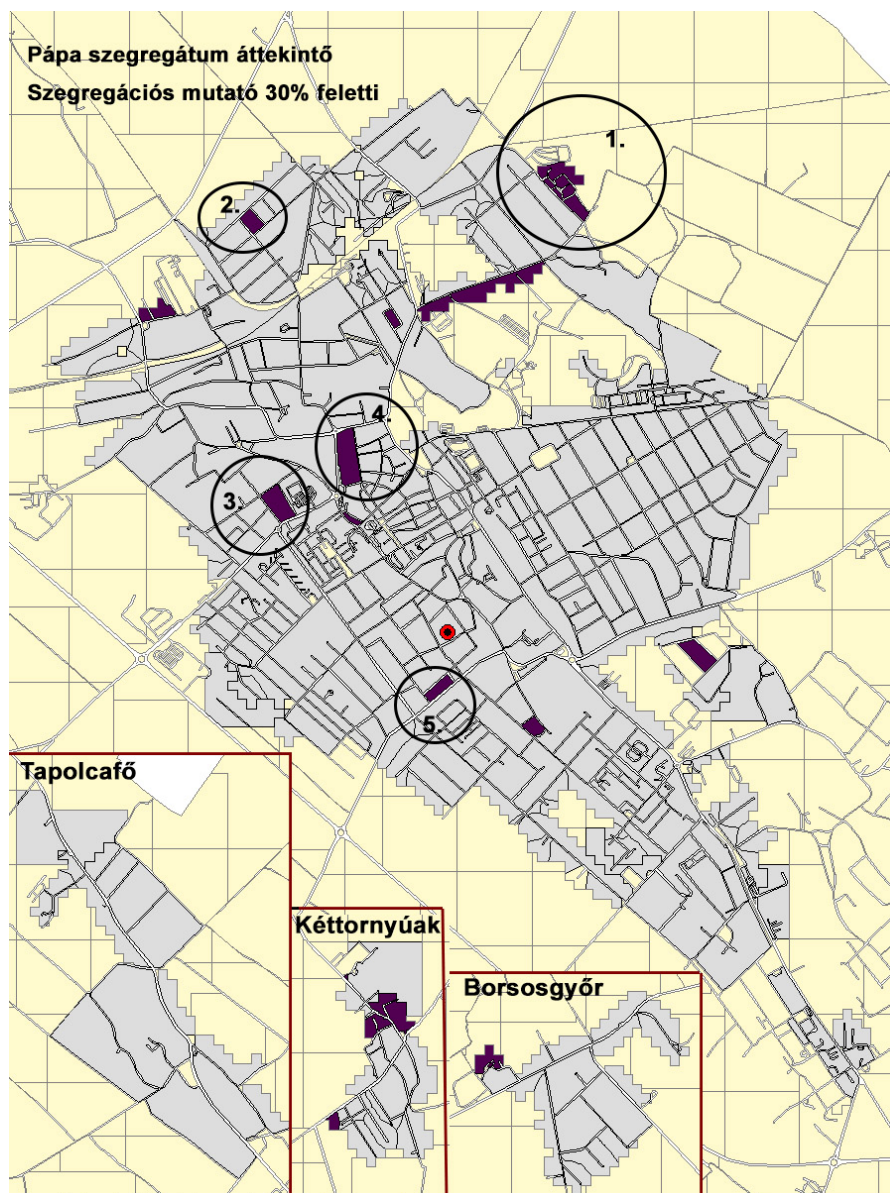 Pápa szegregátum áttekintő
Szegregációs mutató 30% feletti
1.
2.
4.
3.
5.
Tapolcafő
Kéttornyúak
Borsosgyőr